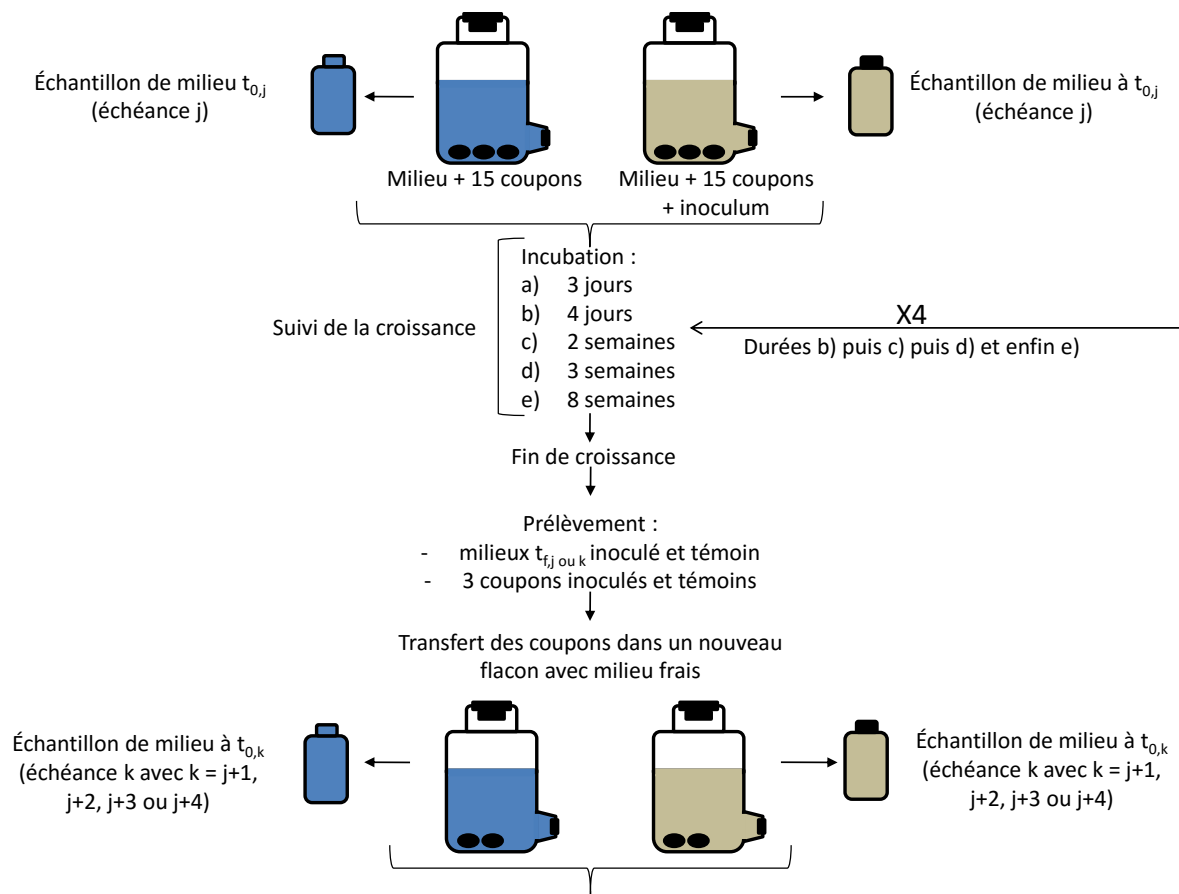 Échantillon de milieu t0,j
(échéance j)
Échantillon de milieu à t0,j
(échéance j)
Milieu + 15 coupons
Milieu + 15 coupons
+ inoculum
Suivi de la croissance
Incubation :
a) 3 jours
b) 4 jours
c) 2 semaines
d) 3 semaines
e) 8 semaines
X4
Durées b) puis c) puis d) et enfin e)
Fin de croissance
Prélèvement :
- milieux tf,j ou k inoculé et témoin
- 3 coupons inoculés et témoins
Transfert des coupons dans un nouveau
flacon avec milieu frais
Échantillon de milieu à t0,k
(échéance k avec k = j+1,
j+2, j+3 ou j+4)
Échantillon de milieu à t0,k
(échéance k avec k = j+1,
j+2, j+3 ou j+4)